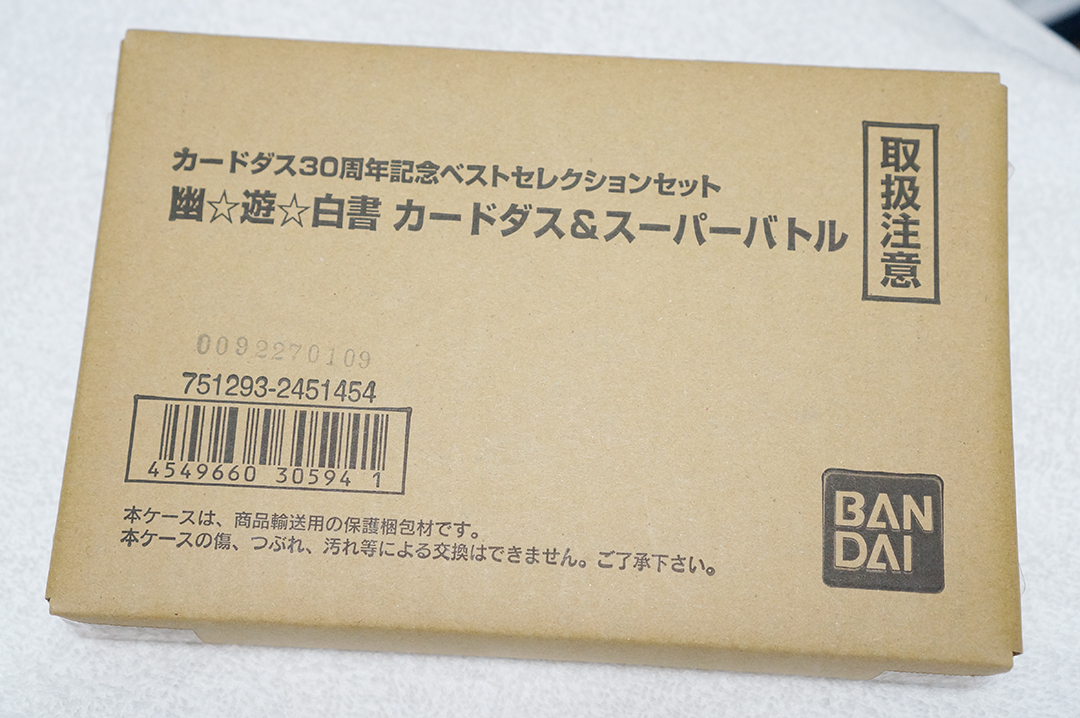 カードダス30周年記念ベストセレクションセット
幽☆遊☆白書 カードダス&スーパーバトル
取扱注意
0092270109
751293-2451454
4549660 305941
本ケースは、商品輸送用の保護梱包材です。
本ケースの傷、つぶれ、汚れ等による交換はできません。ご了承下さい。
BAN
DAI